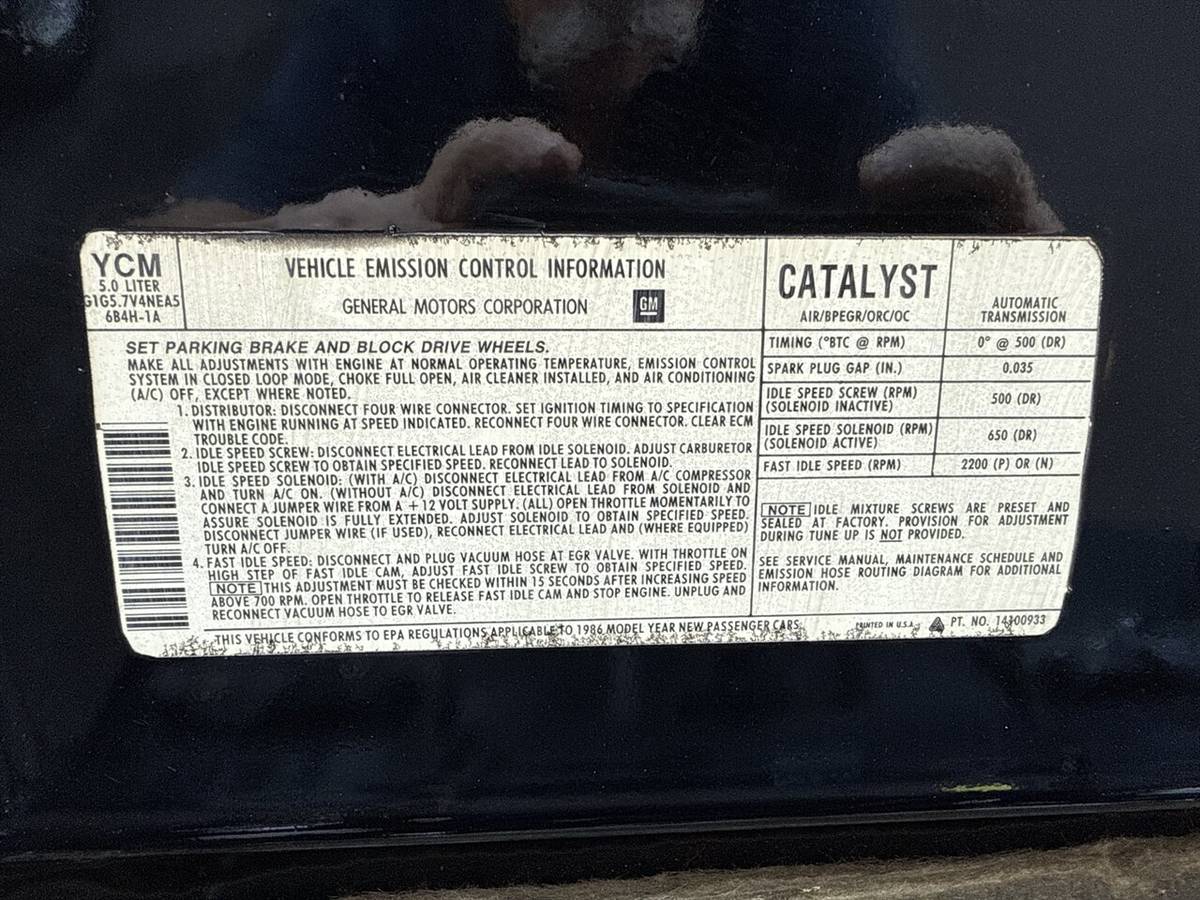 YCM
5.0 LITER
G1G5.7V4NEA5
6B4H-1A
VEHICLE EMISSION CONTROL INFORMATION
GENERAL MOTORS CORPORATION
GM
CATALYST
AIR/BPEGR/ORC/OC
AUTOMATIC
TRANSMISSION
SET PARKING BRAKE AND BLOCK DRIVE WHEELS.
MAKE ALL ADJUSTMENTS WITH ENGINE AT NORMAL OPERATING TEMPERATURE, EMISSION CONTROL
SYSTEM IN CLOSED LOOP MODE, CHOKE FULL OPEN, AIR CLEANER INSTALLED, AND AIR CONDITIONING
(A/C) OFF, EXCEPT WHERE NOTED.
1. DISTRIBUTOR: DISCONNECT FOUR WIRE CONNECTOR. SET IGNITION TIMING TO SPECIFICATION
WITH ENGINE RUNNING AT SPEED INDICATED. RECONNECT FOUR WIRE CONNECTOR. CLEAR ECM
TROUBLE CODE.
2. IDLE SPEED SCREW: DISCONNECT ELECTRICAL LEAD FROM IDLE SOLENOID. ADJUST CARBURETOR
IDLE SPEED SCREW TO OBTAIN SPECIFIED SPEED. RECONNECT LEAD TO SOLENOID.
3. IDLE SPEED SOLENOID: (WITH A/C) DISCONNECT ELECTRICAL LEAD FROM A/C COMPRESSOR
AND TURN A/C ON. (WITHOUT A/C) DISCONNECT ELECTRICAL LEAD FROM SOLENOID AND
CONNECT A JUMPER WIRE FROM A +12 VOLT SUPPLY. (ALL) OPEN THROTTLE MOMENTARILY TO
ASSURE SOLENOID IS FULLY EXTENDED. ADJUST SOLENOID TO OBTAIN SPECIFIED SPEED.
DISCONNECT JUMPER WIRE (IF USED), RECONNECT ELECTRICAL LEAD AND (WHERE EQUIPPED)
TURN A/C OFF.
4. FAST IDLE SPEED: DISCONNECT AND PLUG VACUUM HOSE AT EGR VALVE. WITH THROTTLE ON
HIGH STEP OF FAST IDLE CAM, ADJUST FAST IDLE SCREW TO OBTAIN SPECIFIED SPEED.
NOTE THIS ADJUSTMENT MUST BE CHECKED WITHIN 15 SECONDS AFTER INCREASING SPEED
ABOVE 700 RPM. OPEN THROTTLE TO RELEASE FAST IDLE CAM AND STOP ENGINE. UNPLUG AND
RECONNECT VACUUM HOSE TO EGR VALVE.
TIMING (°BTC @ RPM) 0° @ 500 (DR)
SPARK PLUG GAP (IN.) 0.035
IDLE SPEED SCREW (RPM)
(SOLENOID INACTIVE) 500 (DR)
IDLE SPEED SOLENOID (RPM)
(SOLENOID ACTIVE) 650 (DR)
FAST IDLE SPEED (RPM) 2200 (P) OR (N)
NOTE IDLE MIXTURE SCREWS ARE PRESET AND
SEALED AT FACTORY. PROVISION FOR ADJUSTMENT
DURING TUNE UP IS NOT PROVIDED.
SEE SERVICE MANUAL, MAINTENANCE SCHEDULE AND
EMISSION HOSE ROUTING DIAGRAM FOR ADDITIONAL
INFORMATION.
THIS VEHICLE CONFORMS TO EPA REGULATIONS APPLICABLE TO 1986 MODEL YEAR NEW PASSENGER CARS.
PRINTED IN U.S.A. PT. NO. 14100933